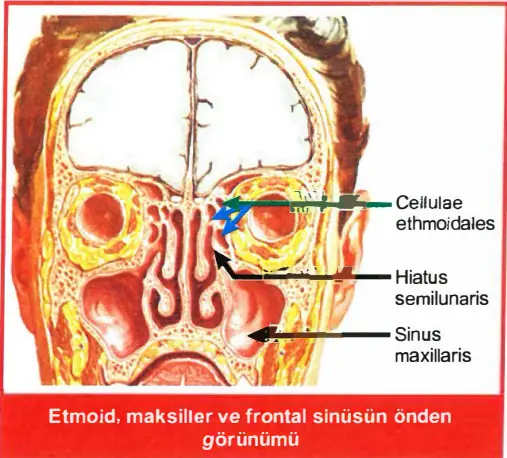 Cellulae
ethmoidales
Hiatus
semilunaris
Sinus
maxillaris
Etmoid, maksiller ve frontal sinüsün önden
görünümü